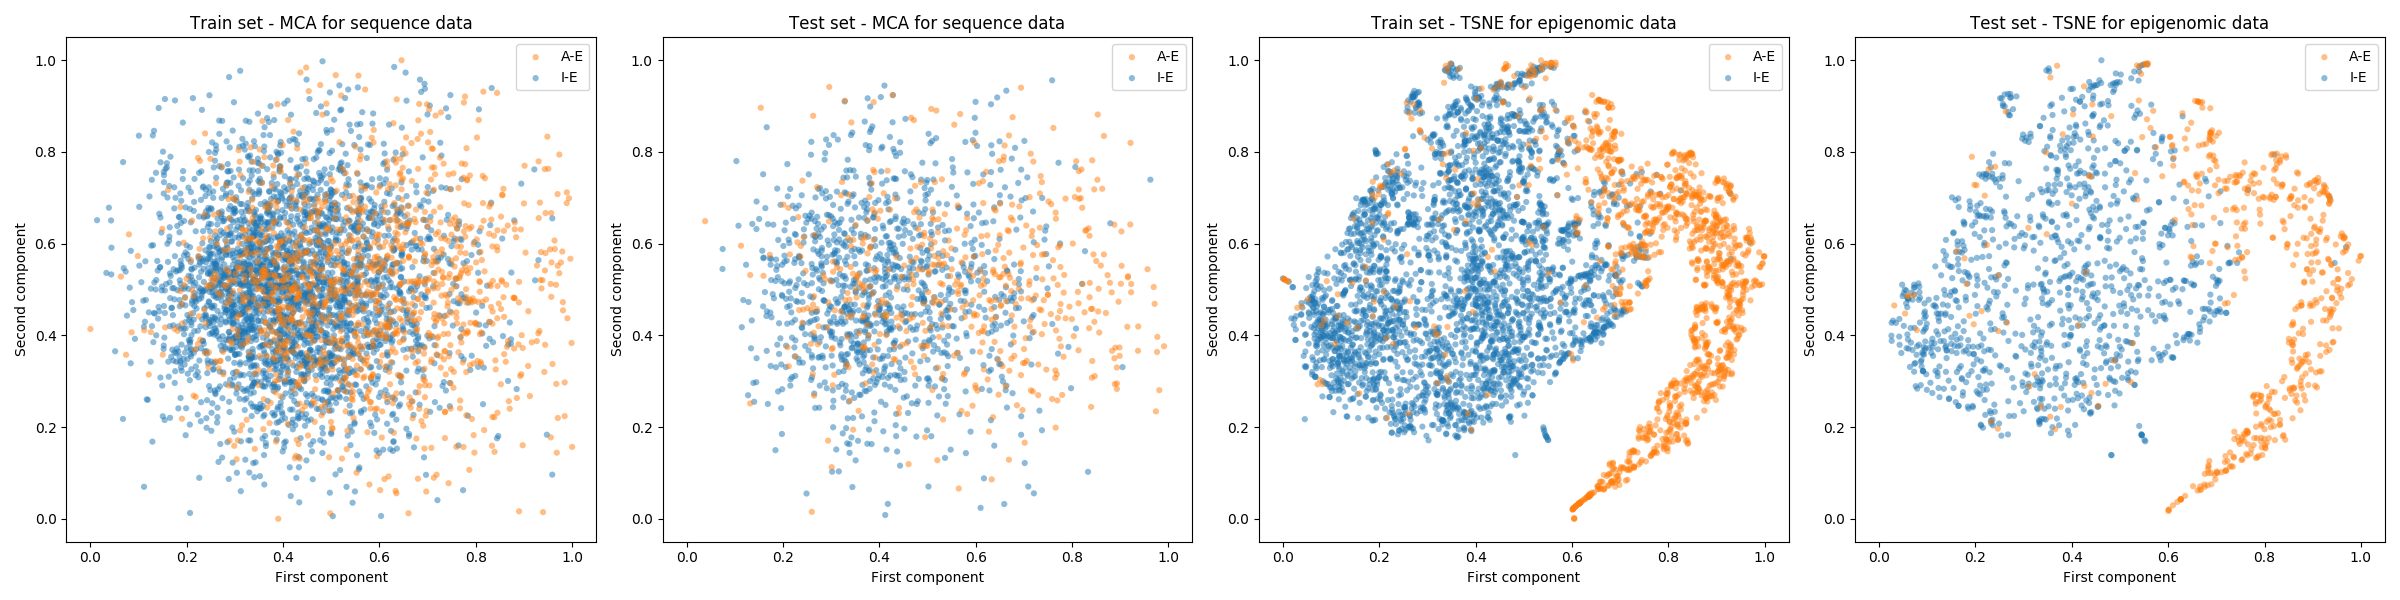 Train set - MCA for sequence data
A-E
I-E
1.0
0.8
0.6
0.4
0.2
0.0
Second component
0.0 0.2 0.4 0.6 0.8 1.0
First component
Test set - MCA for sequence data
A-E
I-E
1.0
0.8
0.6
0.4
0.2
0.0
Second component
0.0 0.2 0.4 0.6 0.8 1.0
First component
Train set - TSNE for epigenomic data
A-E
I-E
1.0
0.8
0.6
0.4
0.2
0.0
Second component
0.0 0.2 0.4 0.6 0.8 1.0
First component
Test set - TSNE for epigenomic data
A-E
I-E
1.0
0.8
0.6
0.4
0.2
0.0
Second component
0.0 0.2 0.4 0.6 0.8 1.0
First component